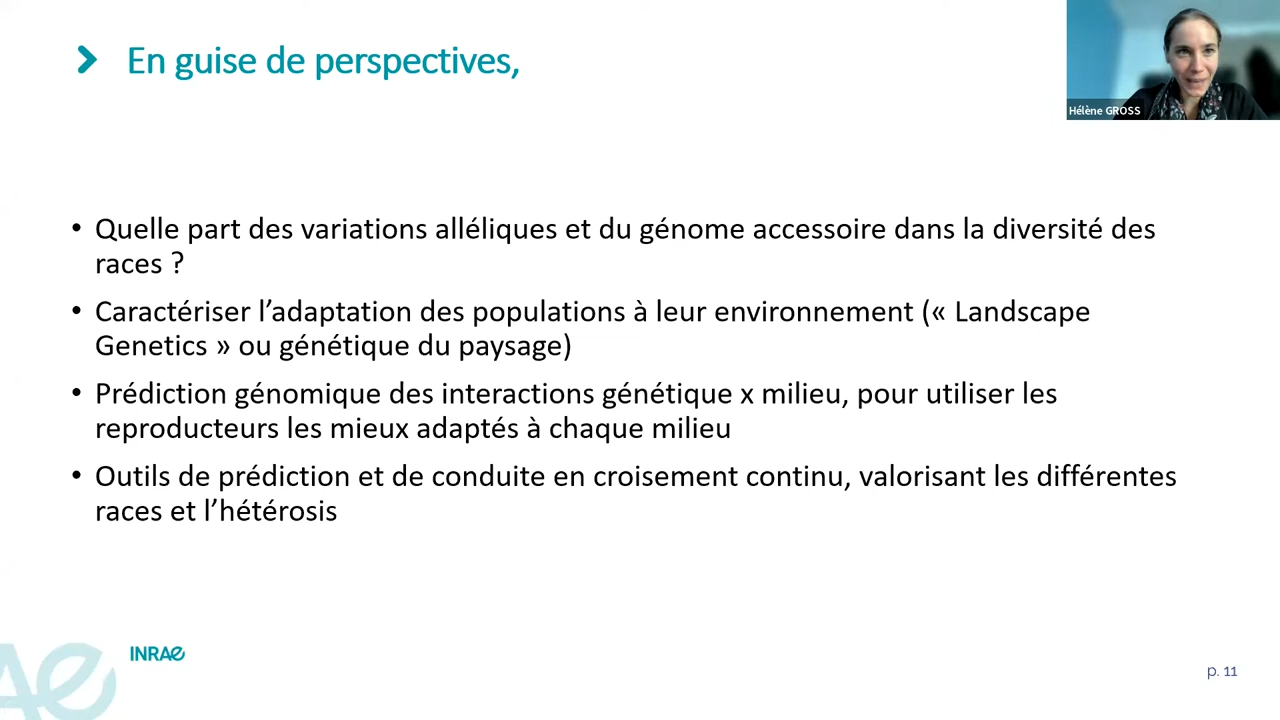 En guise de perspectives,
Hélène GROSS
• Quelle part des variations alléliques et du génome accessoire dans la diversité des
races ?
• Caractériser l’adaptation des populations à leur environnement (« Landscape
Genetics » ou génétique du paysage)
• Prédiction génomique des interactions génétique x milieu, pour utiliser les
reproducteurs les mieux adaptés à chaque milieu
• Outils de prédiction et de conduite en croisement continu, valorisant les différentes
races et l’hétérosis
INRAE
p. 11